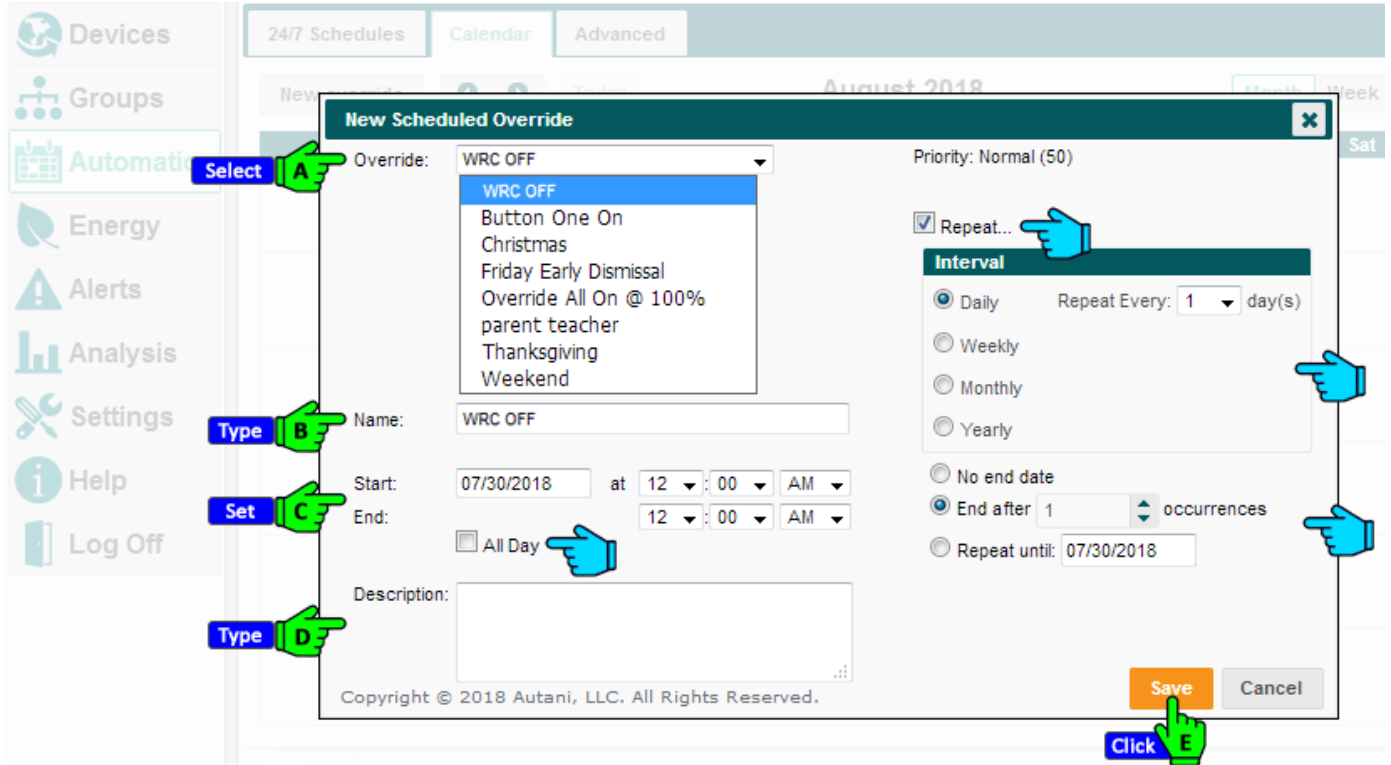 Devices
Groups
Automatio
Energy
Alerts
Analysis
Settings
Help
Log Off
24/7 Schedules Calendar Advanced
New override Today August 2018 Month Week
Sat
New Scheduled Override
Select A Override: WRC OFF
WRC OFF
Button One On
Christmas
Friday Early Dismissal
Override All On @ 100%
parent teacher
Thanksgiving
Weekend
Type B Name: WRC OFF
Set C Start: 07/30/2018 at 12 : 00 AM
End: 12 : 00 AM
All Day
Type D Description:
Priority: Normal (50)
Repeat...
Interval
Daily Repeat Every: 1 day(s)
Weekly
Monthly
Yearly
No end date
End after 1 occurrences
Repeat until: 07/30/2018
Save Cancel
Click E
Copyright © 2018 Autani, LLC. All Rights Reserved.